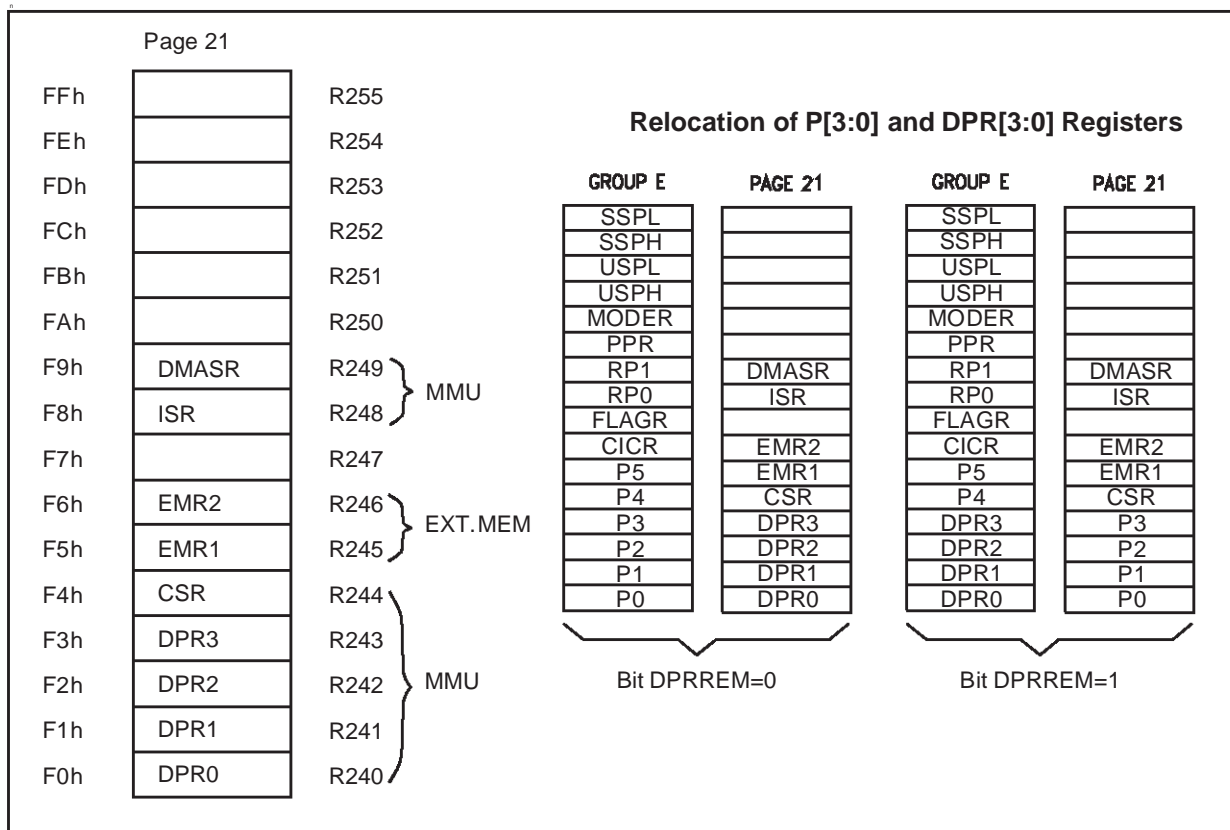 n
Page 21
FFh R255
FEh R254
FDh R253
FCh R252
FBh R251
FAh R250
F9h DMASR R249
F8h ISR R248
MMU
F7h R247
F6h EMR2 R246
F5h EMR1 R245
EXT.MEM
F4h CSR R244
F3h DPR3 R243
F2h DPR2 R242
F1h DPR1 R241
F0h DPR0 R240
MMU
Relocation of P[3:0] and DPR[3:0] Registers
GROUP E PAGE 21 GROUP E PAGE 21
SSPL SSPL
SSPH SSPH
USPL USPL
USPH USPH
MODER MODER
PPR PPR
RP1 DMASR RP1 DMASR
RP0 ISR RP0 ISR
FLAGR FLAGR
CICR EMR2 CICR EMR2
P5 EMR1 P5 EMR1
P4 CSR P4 CSR
P3 DPR3 DPR3 P3
P2 DPR2 DPR2 P2
P1 DPR1 DPR1 P1
P0 DPR0 DPR0 P0
Bit DPRREM=0 Bit DPRREM=1